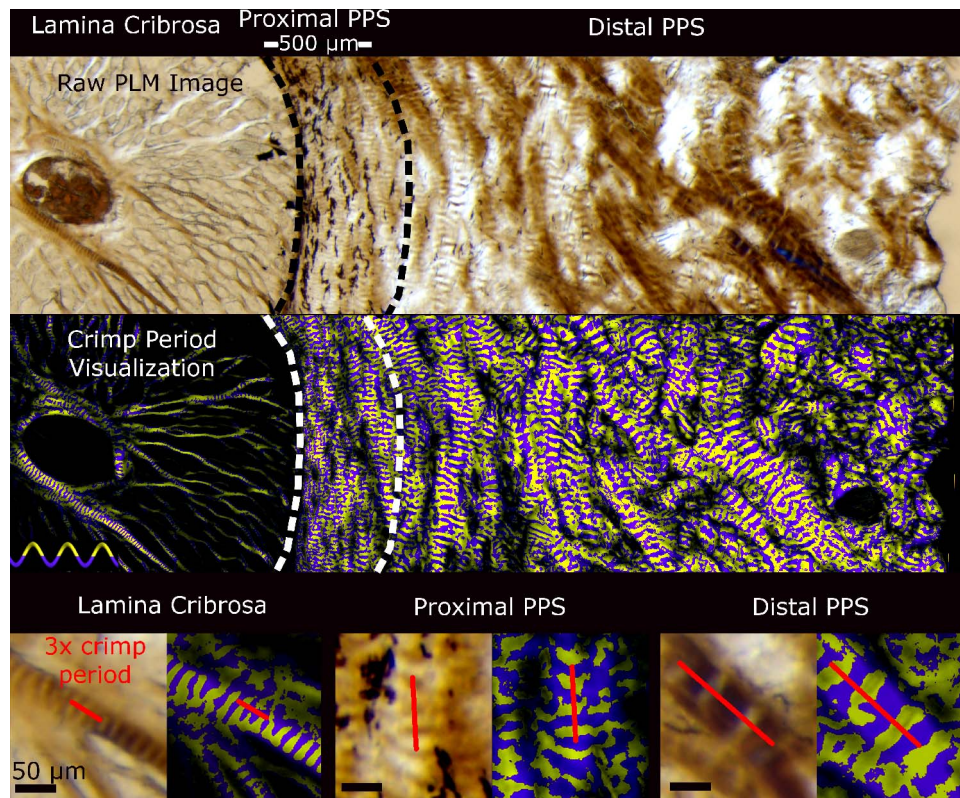 Lamina Cribrosa
Proximal PPS
500 µm
Distal PPS
Raw PLM Image
Crimp Period
Visualization
Lamina Cribrosa
Proximal PPS
Distal PPS
3x crimp
period
50 µm